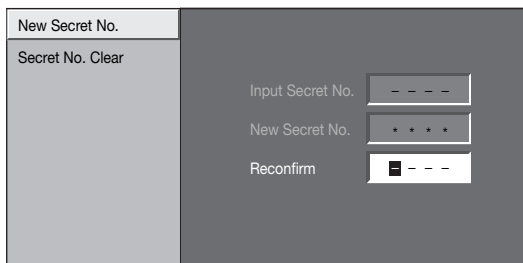 New Secret No.
Secret No. Clear
Input Secret No. – – – –
New Secret No. * * * *
Reconfirm – – – –